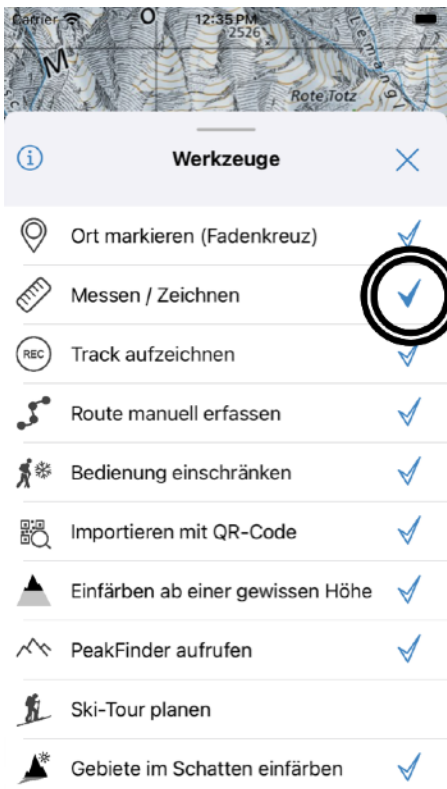 Carrier 12:35 PM
2526
M
O
Lemängl
Rote Totz
Werkzeuge
Ort markieren (Fadenkreuz)
Messen / Zeichnen
REC Track aufzeichnen
Route manuell erfassen
Bedienung einschränken
Importieren mit QR-Code
Einfärben ab einer gewissen Höhe
PeakFinder aufrufen
Ski-Tour planen
Gebiete im Schatten einfärben